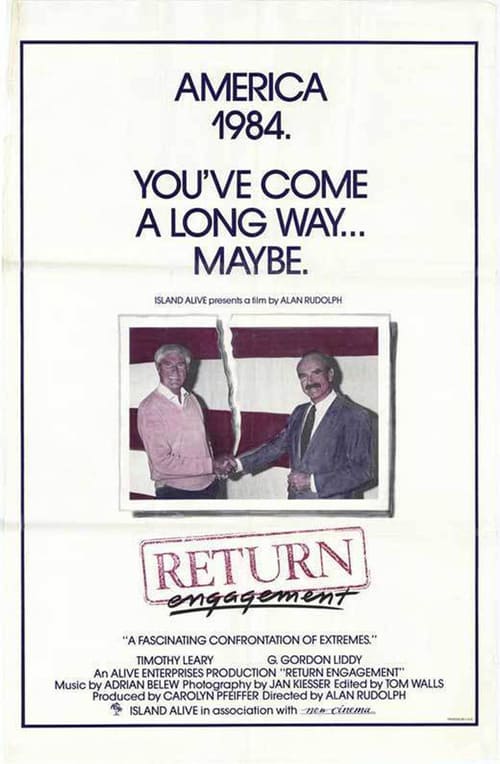 AMERICA
1984.
YOU'VE COME
A LONG WAY...
MAYBE.
ISLAND ALIVE presents a film by ALAN RUDOLPH
RETURN
engagement
"A FASCINATING CONFRONTATION OF EXTREMES."
TIMOTHY LEARY G. GORDON LIDDY
An ALIVE ENTERPRISES PRODUCTION "RETURN ENGAGEMENT"
Music by ADRIAN BELEW Photography by JAN KIESSER Edited by TOM WALLS
Produced by CAROLYN PFEIFFER Directed by ALAN RUDOLPH
ISLAND ALIVE in association with new cinema